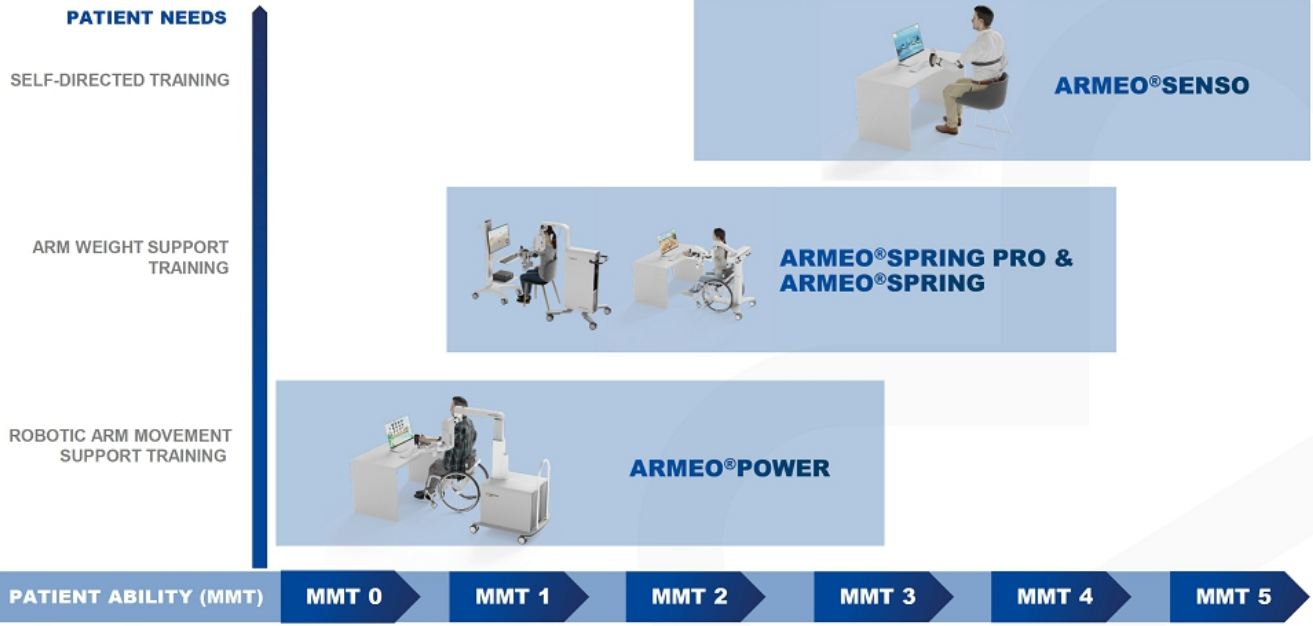 PATIENT NEEDS
SELF-DIRECTED TRAINING
ARMEO®SENSO
ARM WEIGHT SUPPORT
TRAINING
ARMEO®SPRING PRO &
ARMEO®SPRING
ROBOTIC ARM MOVEMENT
SUPPORT TRAINING
ARMEO®POWER
PATIENT ABILITY (MMT) MMT 0 MMT 1 MMT 2 MMT 3 MMT 4 MMT 5